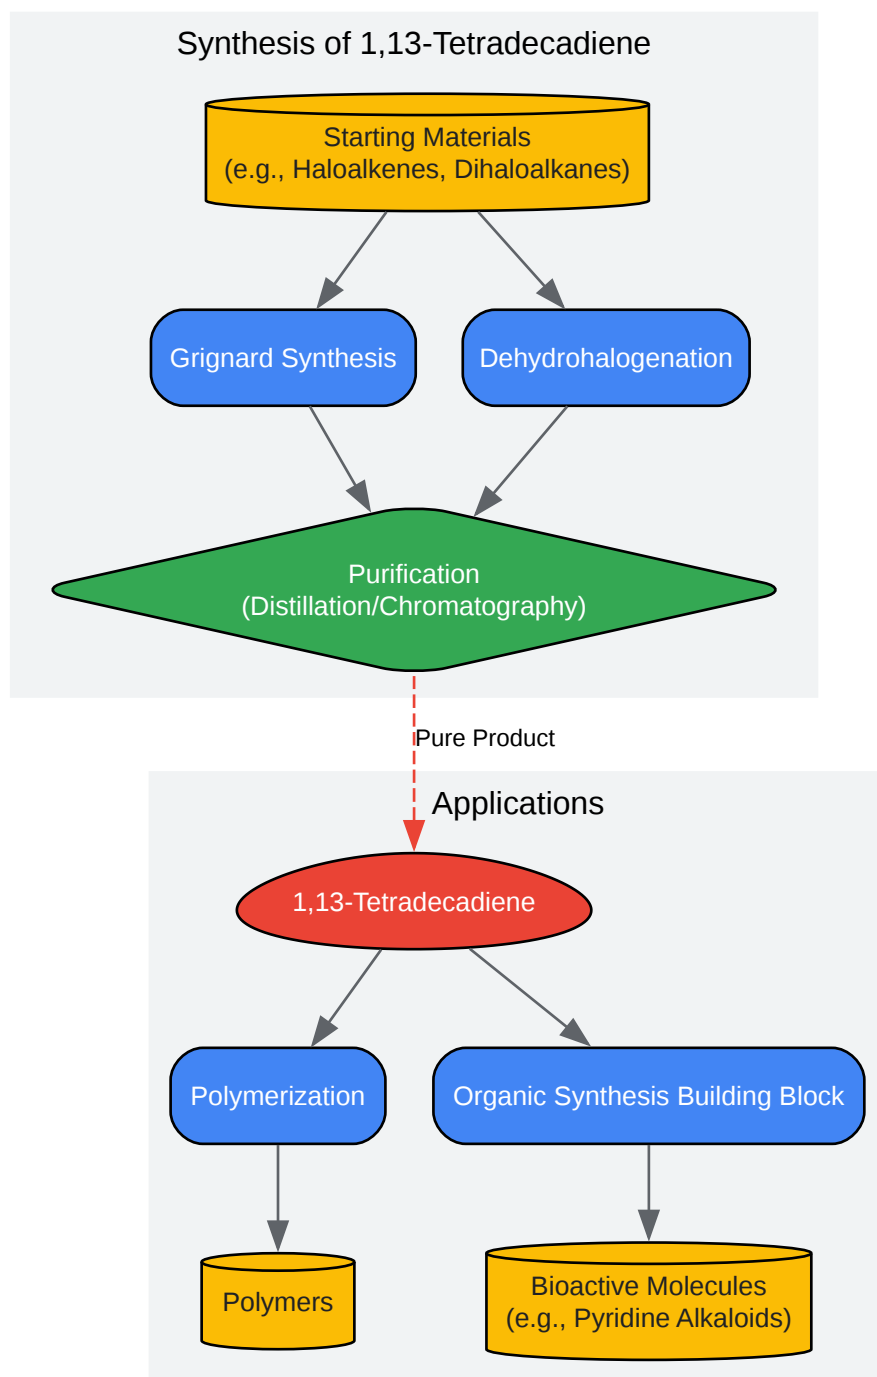 Synthesis of 1,13-Tetradecadiene
Starting Materials
(e.g., Haloalkenes, Dihaloalkanes)
Grignard Synthesis
Dehydrohalogenation
Purification
(Distillation/Chromatography)
Pure Product
Applications
1,13-Tetradecadiene
Polymerization
Organic Synthesis Building Block
Polymers
Bioactive Molecules
(e.g., Pyridine Alkaloids)